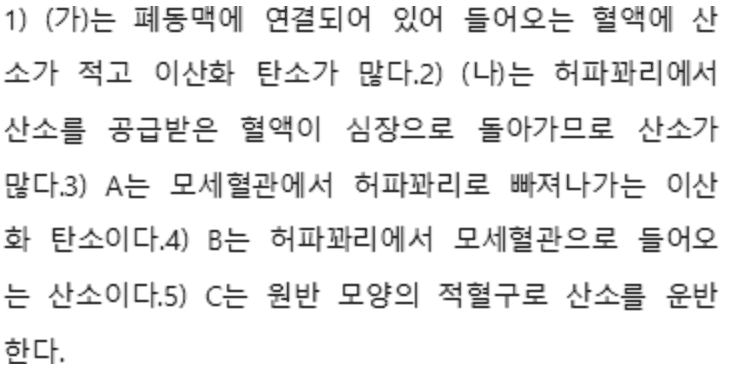 1) (가)는 폐동맥에 연결되어 있어 들어오는 혈액에 산
소가 적고 이산화 탄소가 많다.2) (나)는 허파꽈리에서
산소를 공급받은 혈액이 심장으로 돌아가므로 산소가
많다.3) A는 모세혈관에서 허파꽈리로 빠져나가는 이산
화 탄소이다.4) B는 허파꽈리에서 모세혈관으로 들어오
는 산소이다.5) C는 원반 모양의 적혈구로 산소를 운반
한다.